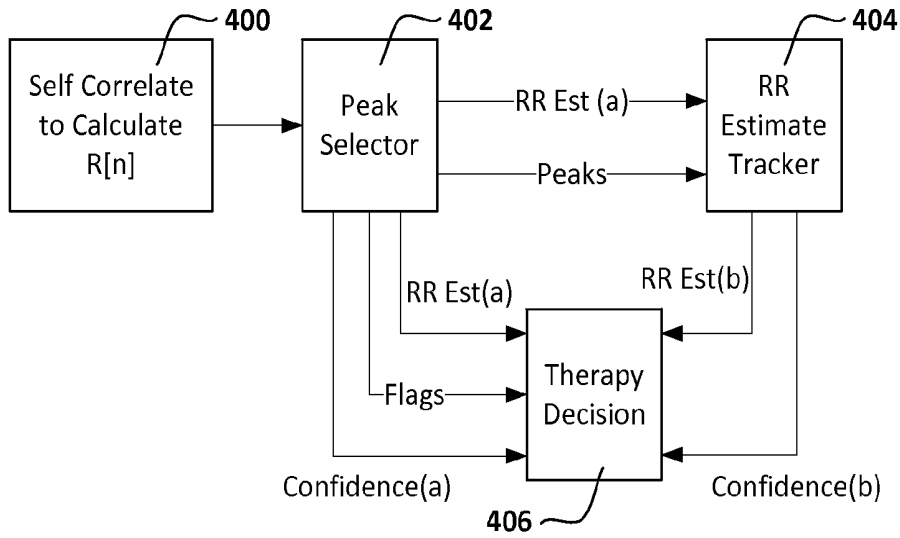 400
402
404
Self Correlate
to Calculate
R[n]
Peak
Selector
RR Est (a)
Peaks
RR
Estimate
Tracker
RR Est(a)
RR Est(b)
Flags
Therapy
Decision
Confidence(a)
Confidence(b)
406